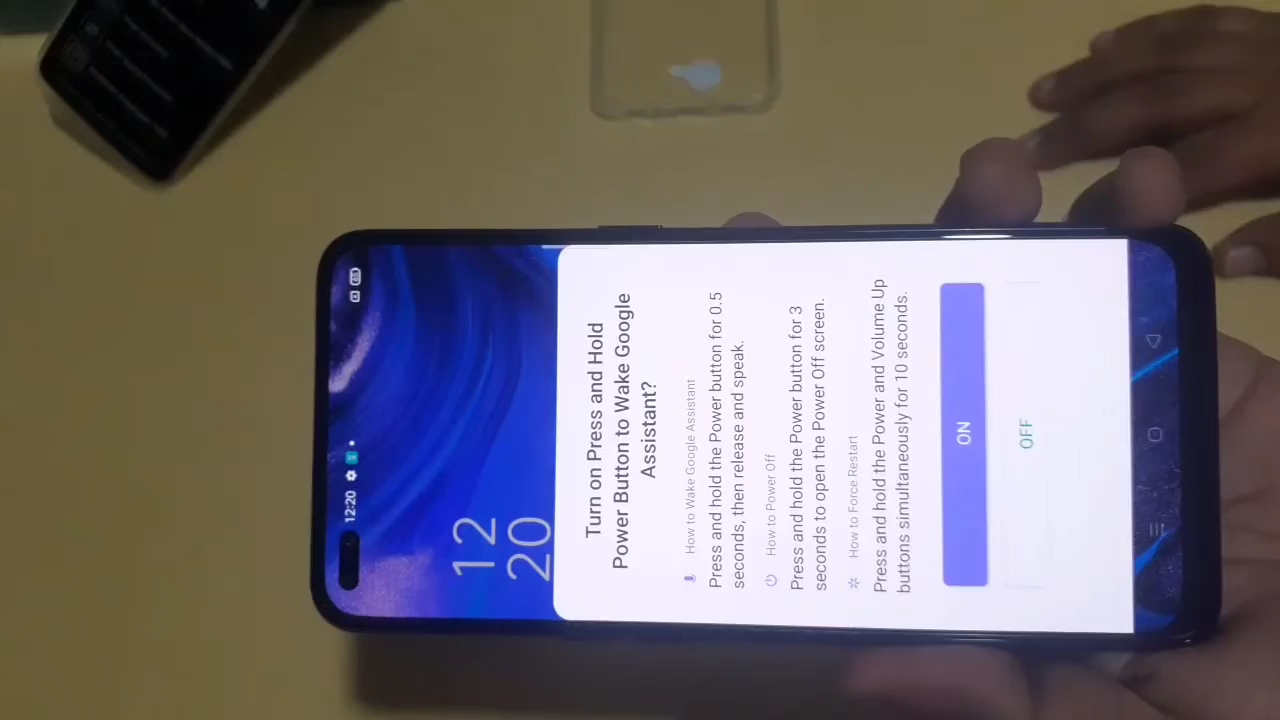 12:20
12
20
Turn on Press and Hold
Power Button to Wake Google
Assistant?
How to Wake Google Assistant
Press and hold the Power button for 0.5
seconds, then release and speak.
How to Power Off
Press and hold the Power button for 3
seconds to open the Power Off screen.
How to Force Restart
Press and hold the Power and Volume Up
buttons simultaneously for 10 seconds.
ON
OFF